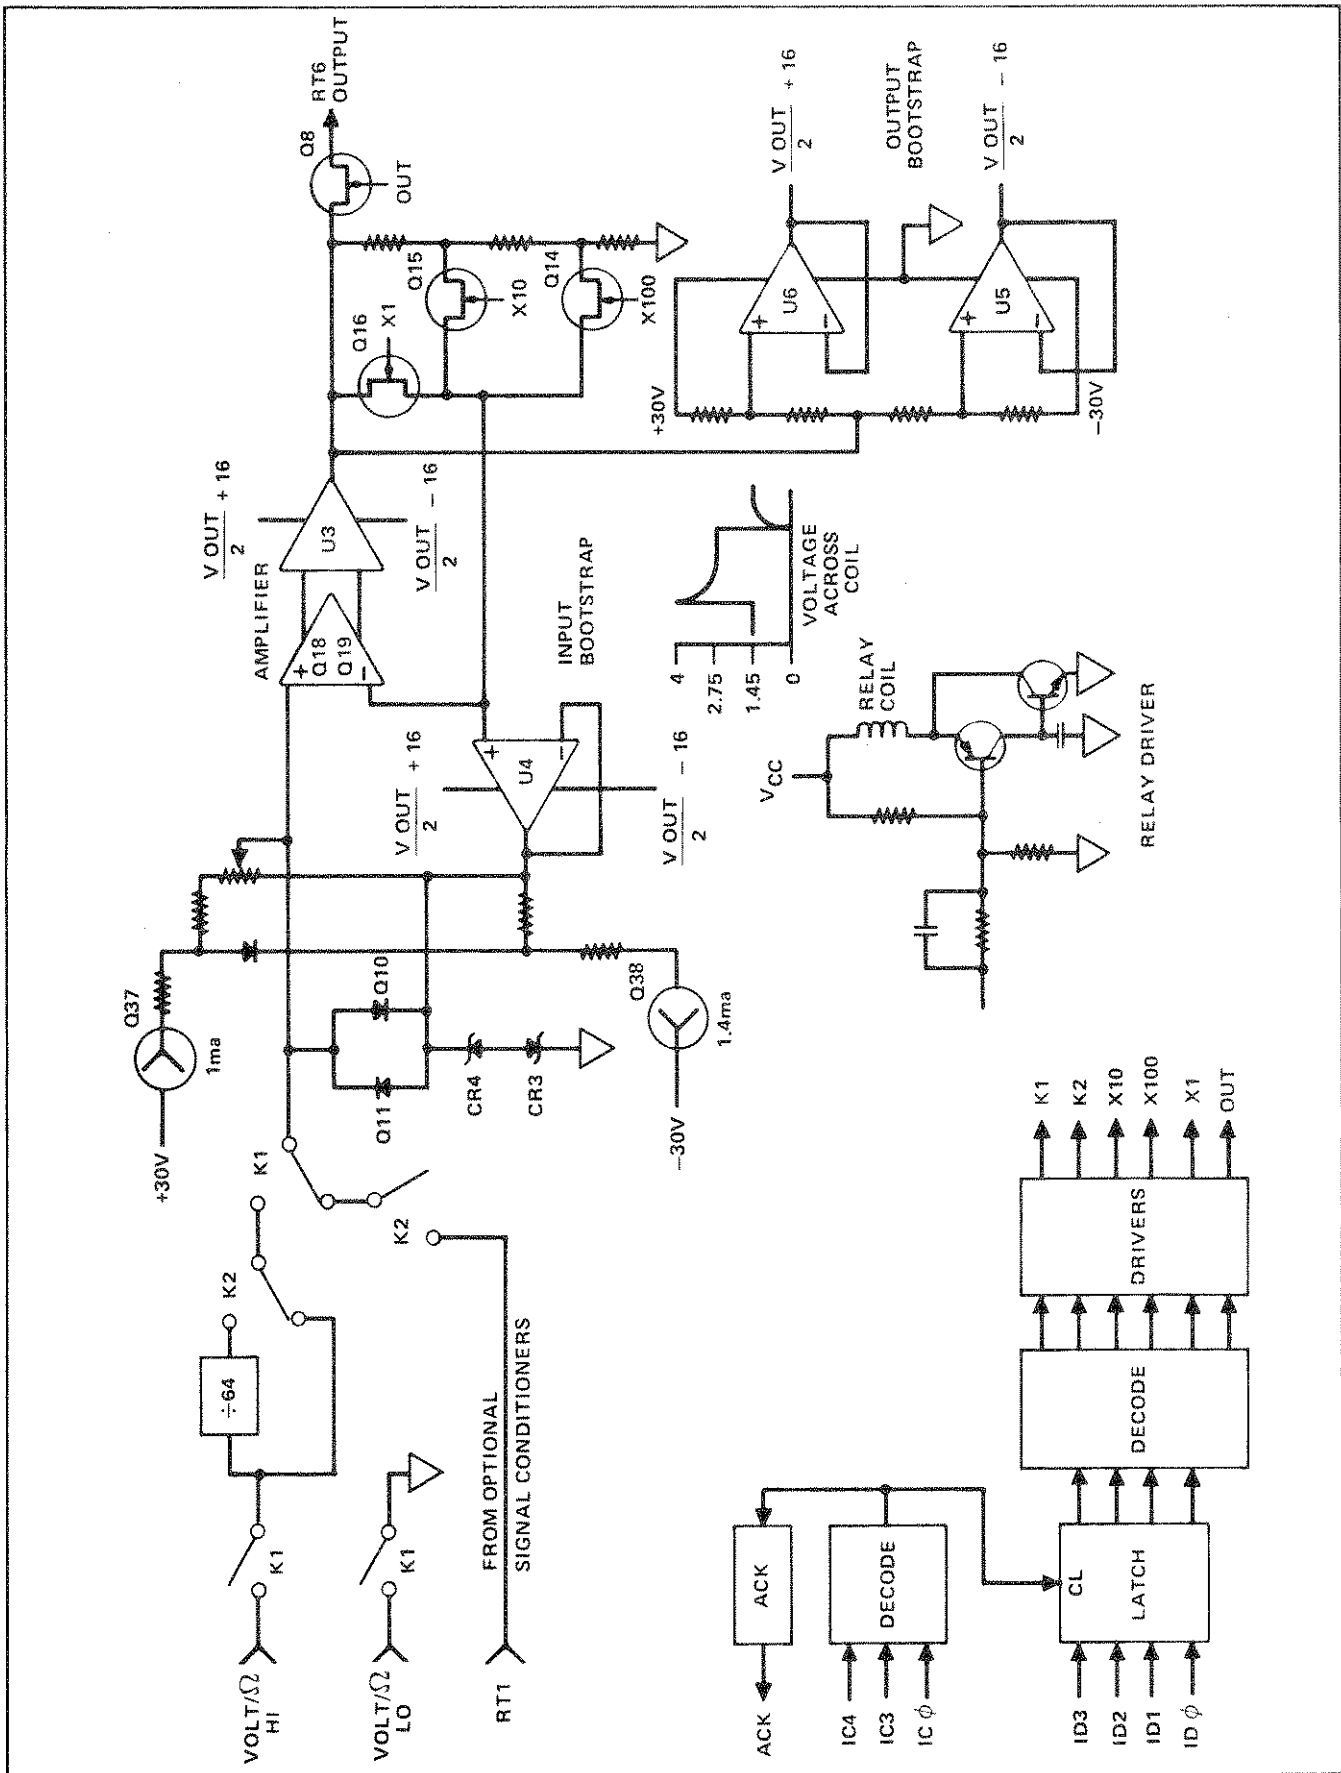 VOLT/Ω
HI
K1
÷64
K2
K1
VOLT/Ω
LO
K1
RT1
FROM OPTIONAL
SIGNAL CONDITIONERS
K2
+30V
Q37
1ma
Q11
Q10
CR4
CR3
Q38
1.4ma
−30V
AMPLIFIER
+
Q18
Q19
−
U3
V OUT
2
+ 16
V OUT
2
− 16
+
−
U4
V OUT
2
+ 16
V OUT
2
− 16
INPUT
BOOTSTRAP
Q16
X1
Q15
X10
Q14
X100
Q8
OUT
RT6
OUTPUT
+30V
−30V
+
−
U6
V OUT
2
+ 16
OUTPUT
BOOTSTRAP
+
−
U5
V OUT
2
− 16
ACK
ACK
IC4
IC3
IC ϕ
DECODE
ID3
ID2
ID1
ID ϕ
CL
LATCH
DECODE
DRIVERS
K1
K2
X10
X100
X1
OUT
VCC
RELAY
COIL
RELAY DRIVER
4
2.75
1.45
0
VOLTAGE
ACROSS
COIL